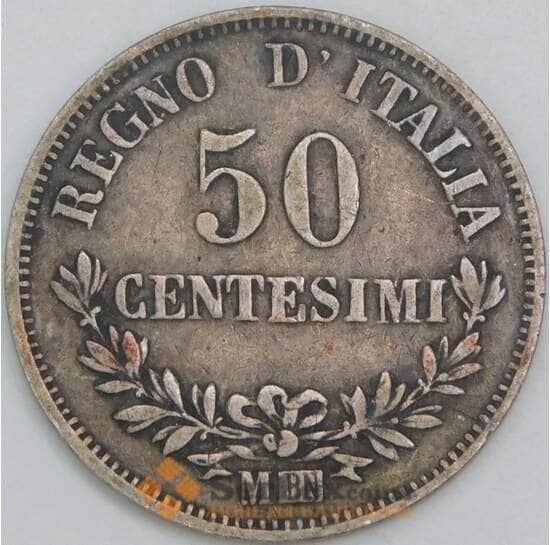 REGNO D'ITALIA
50
CENTESIMI
M BN